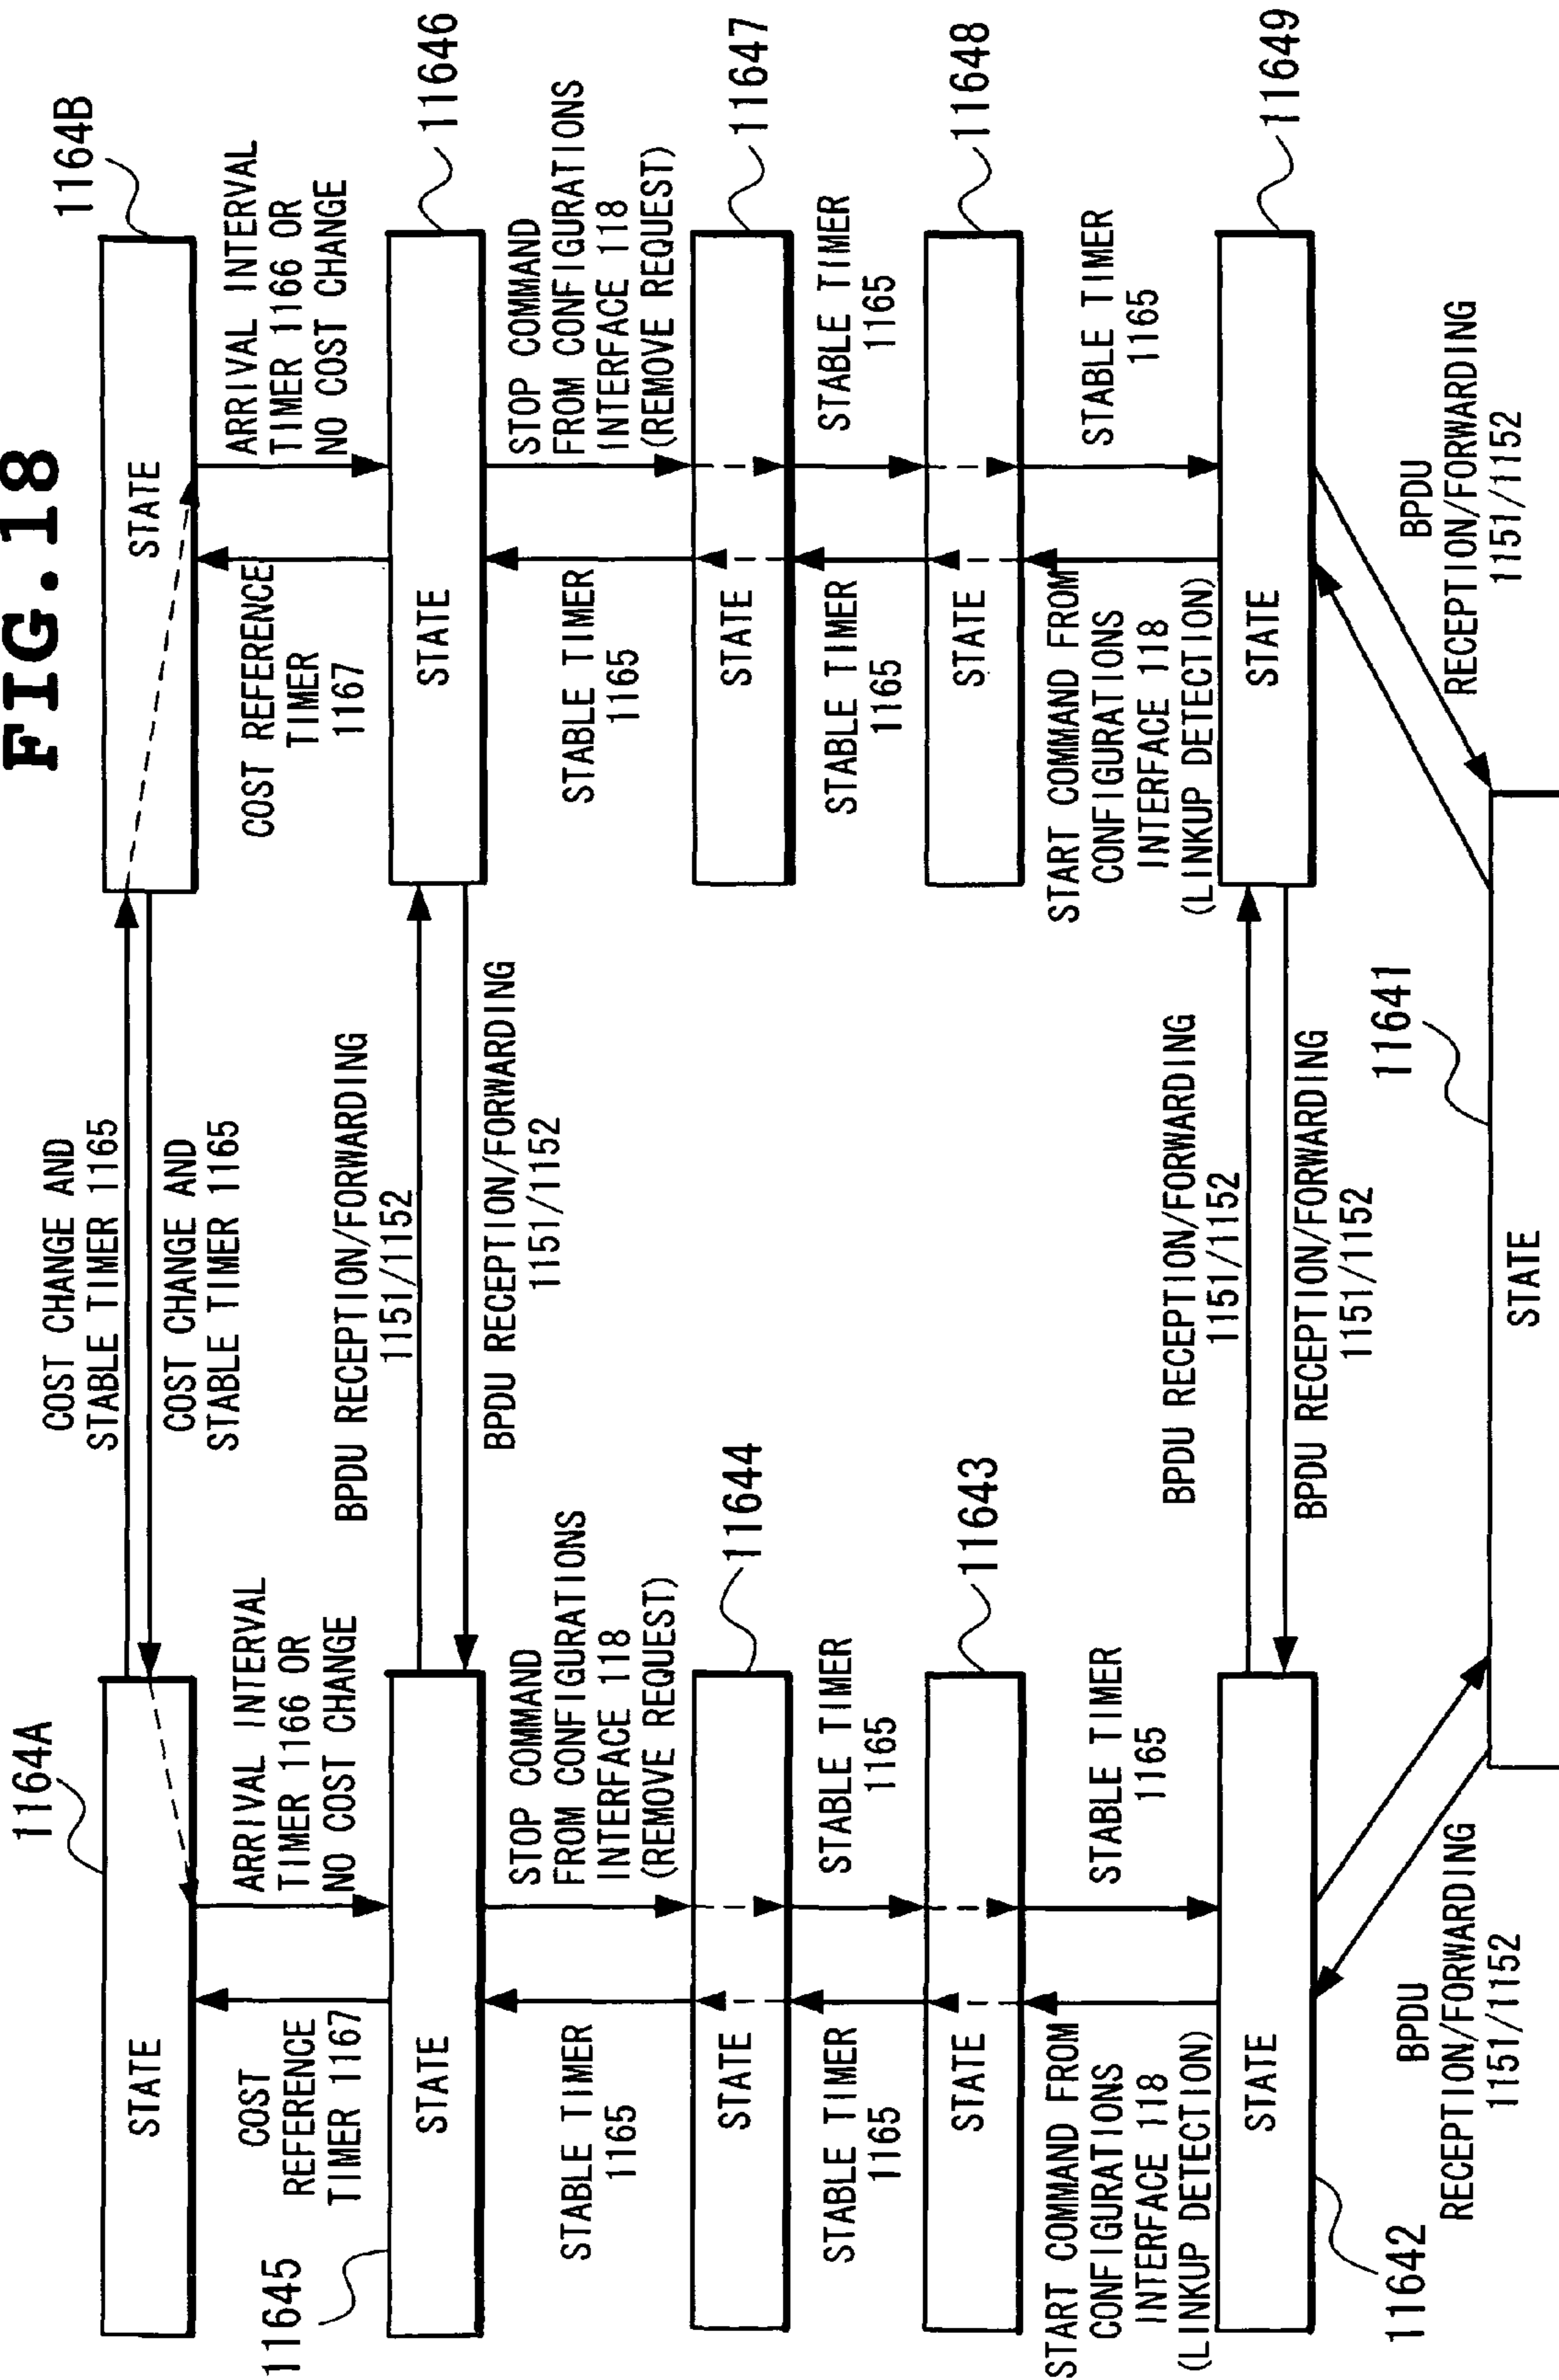 FIG.18
1164A
1164B
COST CHANGE AND
STABLE TIMER 1165
COST CHANGE AND
STABLE TIMER 1165
STATE
STATE
COST
REFERENCE
TIMER 1167
ARRIVAL INTERVAL
TIMER 1166 OR
NO COST CHANGE
COST REFERENCE
TIMER
1167
ARRIVAL INTERVAL
TIMER 1166 OR
NO COST CHANGE
11645
STATE
BPDU RECEPTION/FORWARDING
1151/1152
BPDU RECEPTION/FORWARDING
1151/1152
STATE
11646
STABLE TIMER
1165
STOP COMMAND
FROM CONFIGURATIONS
INTERFACE 118
(REMOVE REQUEST)
STABLE TIMER
1165
STOP COMMAND
FROM CONFIGURATIONS
INTERFACE 118
(REMOVE REQUEST)
STATE
11644
STATE
11647
STABLE TIMER
1165
STABLE TIMER
1165
STABLE TIMER
1165
STABLE TIMER
1165
STATE
11643
STATE
11648
START COMMAND FROM
CONFIGURATIONS
INTERFACE 118
(LINKUP DETECTION)
STABLE TIMER
1165
START COMMAND FROM
CONFIGURATIONS
INTERFACE 118
(LINKUP DETECTION)
STABLE TIMER
1165
BPDU RECEPTION/FORWARDING
1151/1152
BPDU RECEPTION/FORWARDING
1151/1152
STATE
STATE
11649
11642
BPDU
RECEPTION/FORWARDING
1151/1152
11641
BPDU
RECEPTION/FORWARDING
1151/1152
STATE